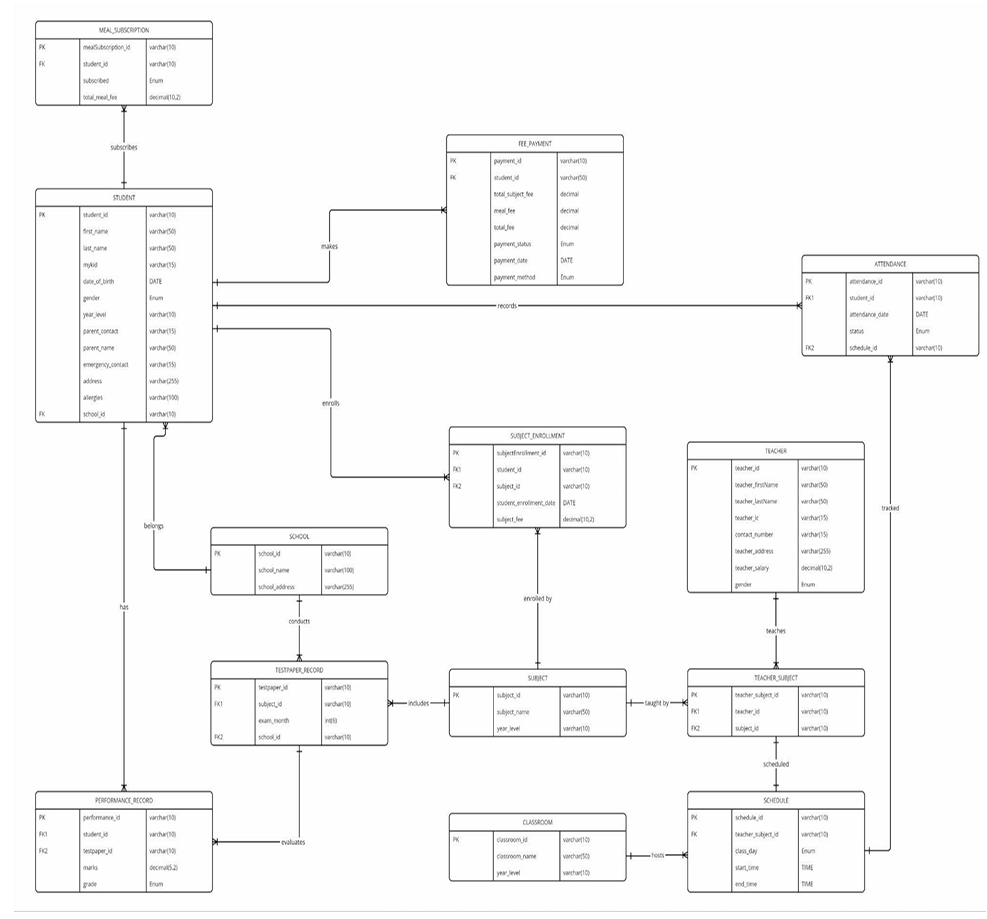 MEAL_SUBSCRIPTION
PK mealSubscription_id varchar(10)
FK student_id varchar(10)
subscribed Enum
total_meal_fee decimal(10,2)
subscribes
FEE_PAYMENT
PK payment_id varchar(10)
FK student_id varchar(50)
total_subject_fee decimal
meal_fee decimal
total_fee decimal
payment_status Enum
payment_date DATE
payment_method Enum
STUDENT
PK student_id varchar(10)
first_name varchar(50)
last_name varchar(50)
mykid varchar(15)
date_of_birth DATE
gender Enum
year_level varchar(10)
parent_contact varchar(15)
parent_name varchar(50)
emergency_contact varchar(15)
address varchar(255)
allergies varchar(100)
FK school_id varchar(10)
makes
ATTENDANCE
PK attendance_id varchar(10)
FK1 student_id varchar(10)
attendance_date DATE
status Enum
FK2 schedule_id varchar(10)
records
enrolls
SUBJECT_ENROLLMENT
PK subjectEnrollment_id varchar(10)
FK1 student_id varchar(10)
FK2 subject_id varchar(10)
student_enrollment_date DATE
subject_fee decimal(10,2)
TEACHER
PK teacher_id varchar(10)
teacher_firstName varchar(50)
teacher_lastName varchar(50)
teacher_ic varchar(15)
contact_number varchar(15)
teacher_address varchar(255)
teacher_salary decimal(10,2)
gender Enum
tracked
belongs
SCHOOL
PK school_id varchar(10)
school_name varchar(100)
school_address varchar(255)
enrolled by
has
conducts
teaches
TESTPAPER_RECORD
PK testpaper_id varchar(10)
FK1 subject_id varchar(10)
exam_month int(6)
FK2 school_id varchar(10)
includes
SUBJECT
PK subject_id varchar(10)
subject_name varchar(50)
year_level varchar(10)
taught by
TEACHER_SUBJECT
PK teacher_subject_id varchar(10)
FK1 teacher_id varchar(10)
FK2 subject_id varchar(10)
scheduled
PERFORMANCE_RECORD
PK performance_id varchar(10)
FK1 student_id varchar(10)
FK2 testpaper_id varchar(10)
marks decimal(5,2)
grade Enum
evaluates
CLASSROOM
PK classroom_id varchar(10)
classroom_name varchar(50)
year_level varchar(10)
hosts
SCHEDULE
PK schedule_id varchar(10)
FK teacher_subject_id varchar(10)
class_day Enum
start_time TIME
end_time TIME